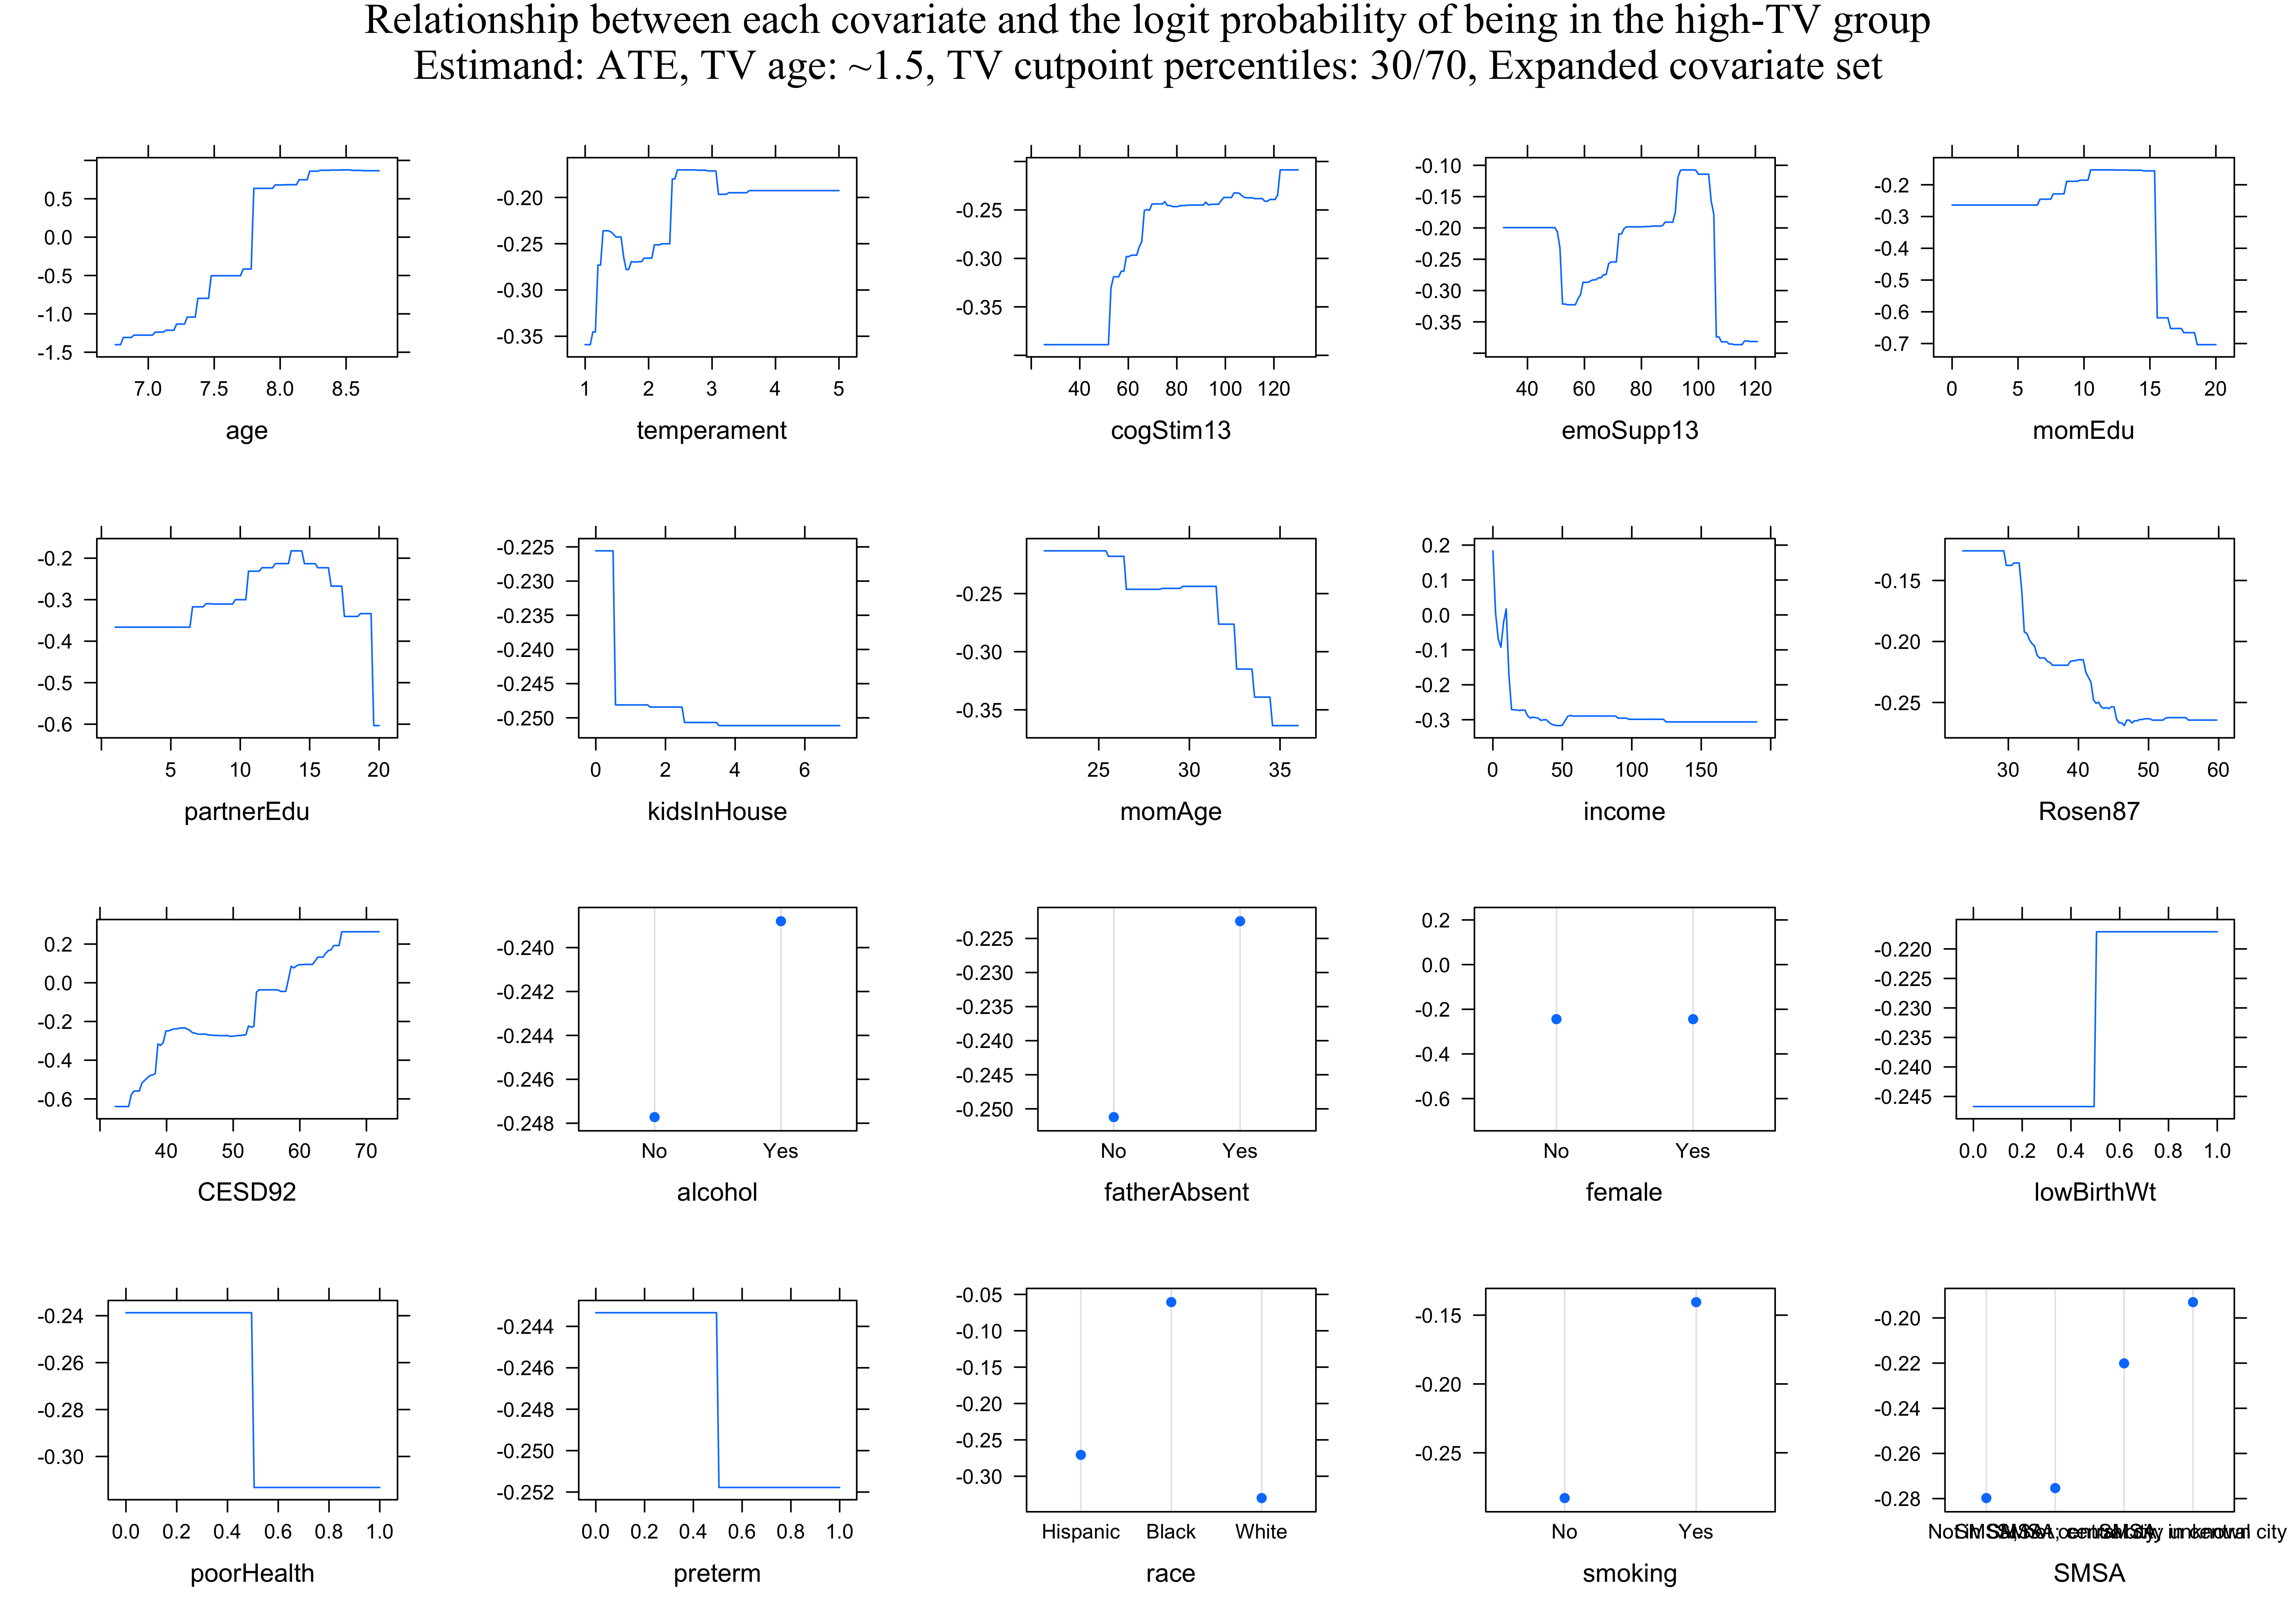 Relationship between each covariate and the logit probability of being in the high-TV group
Estimand: ATE, TV age: ~1.5, TV cutpoint percentiles: 30/70, Expanded covariate set
0.5
0.0
-0.5
-1.0
-1.5
7.0 7.5 8.0 8.5
age
-0.20
-0.25
-0.30
-0.35
1 2 3 4 5
temperament
-0.25
-0.30
-0.35
40 60 80 100 120
cogStim13
-0.10
-0.15
-0.20
-0.25
-0.30
-0.35
40 60 80 100 120
emoSupp13
-0.2
-0.3
-0.4
-0.5
-0.6
-0.7
0 5 10 15 20
momEdu
-0.2
-0.3
-0.4
-0.5
-0.6
5 10 15 20
partnerEdu
-0.225
-0.230
-0.235
-0.240
-0.245
-0.250
0 2 4 6
kidsInHouse
-0.25
-0.30
-0.35
25 30 35
momAge
0.2
0.1
0.0
-0.1
-0.2
-0.3
0 50 100 150
income
-0.15
-0.20
-0.25
30 40 50 60
Rosen87
0.2
0.0
-0.2
-0.4
-0.6
40 50 60 70
CESD92
-0.240
-0.242
-0.244
-0.246
-0.248
No Yes
alcohol
-0.225
-0.230
-0.235
-0.240
-0.245
-0.250
No Yes
fatherAbsent
0.2
0.0
-0.2
-0.4
-0.6
No Yes
female
-0.220
-0.225
-0.230
-0.235
-0.240
-0.245
0.0 0.2 0.4 0.6 0.8 1.0
lowBirthWt
-0.24
-0.26
-0.28
-0.30
0.0 0.2 0.4 0.6 0.8 1.0
poorHealth
-0.244
-0.246
-0.248
-0.250
-0.252
0.0 0.2 0.4 0.6 0.8 1.0
preterm
-0.05
-0.10
-0.15
-0.20
-0.25
-0.30
Hispanic Black White
race
-0.15
-0.20
-0.25
No Yes
smoking
-0.20
-0.22
-0.24
-0.26
-0.28
city
SMSA